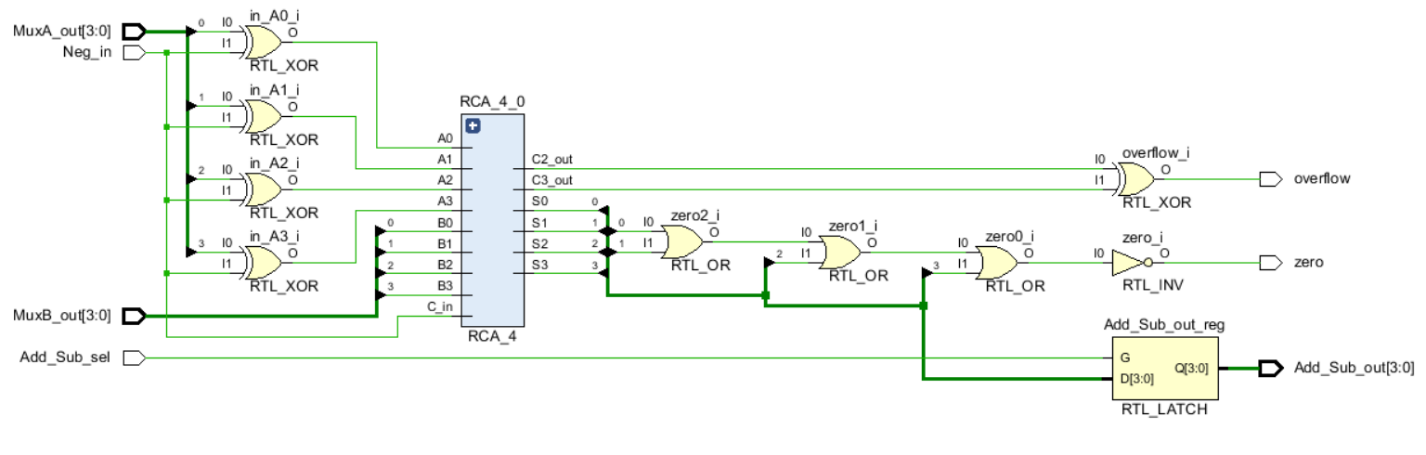 MuxA_out[3:0]
Neg_in
0
I0
I1
in_A0_i
O
RTL_XOR
1
I0
I1
in_A1_i
O
RTL_XOR
2
I0
I1
in_A2_i
O
RTL_XOR
3
I0
I1
in_A3_i
O
RTL_XOR
MuxB_out[3:0]
Add_Sub_sel
0
1
2
3
RCA_4_0
A0
A1
A2
A3
B0
B1
B2
B3
C_in
C2_out
C3_out
S0
S1
S2
S3
RCA_4
0
1
2
3
0
1
I0
I1
zero2_i
O
RTL_OR
2
I0
I1
zero1_i
O
RTL_OR
3
I0
I1
zero0_i
O
RTL_OR
I0
I1
overflow_i
O
RTL_XOR
overflow
I0
zero_i
O
RTL_INV
zero
Add_Sub_out_reg
G
D[3:0]
Q[3:0]
RTL_LATCH
Add_Sub_out[3:0]